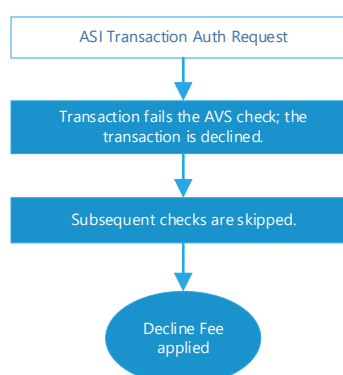 ASI Transaction Auth Request
Transaction fails the AVS check; the
transaction is declined.
Subsequent checks are skipped.
Decline Fee
applied